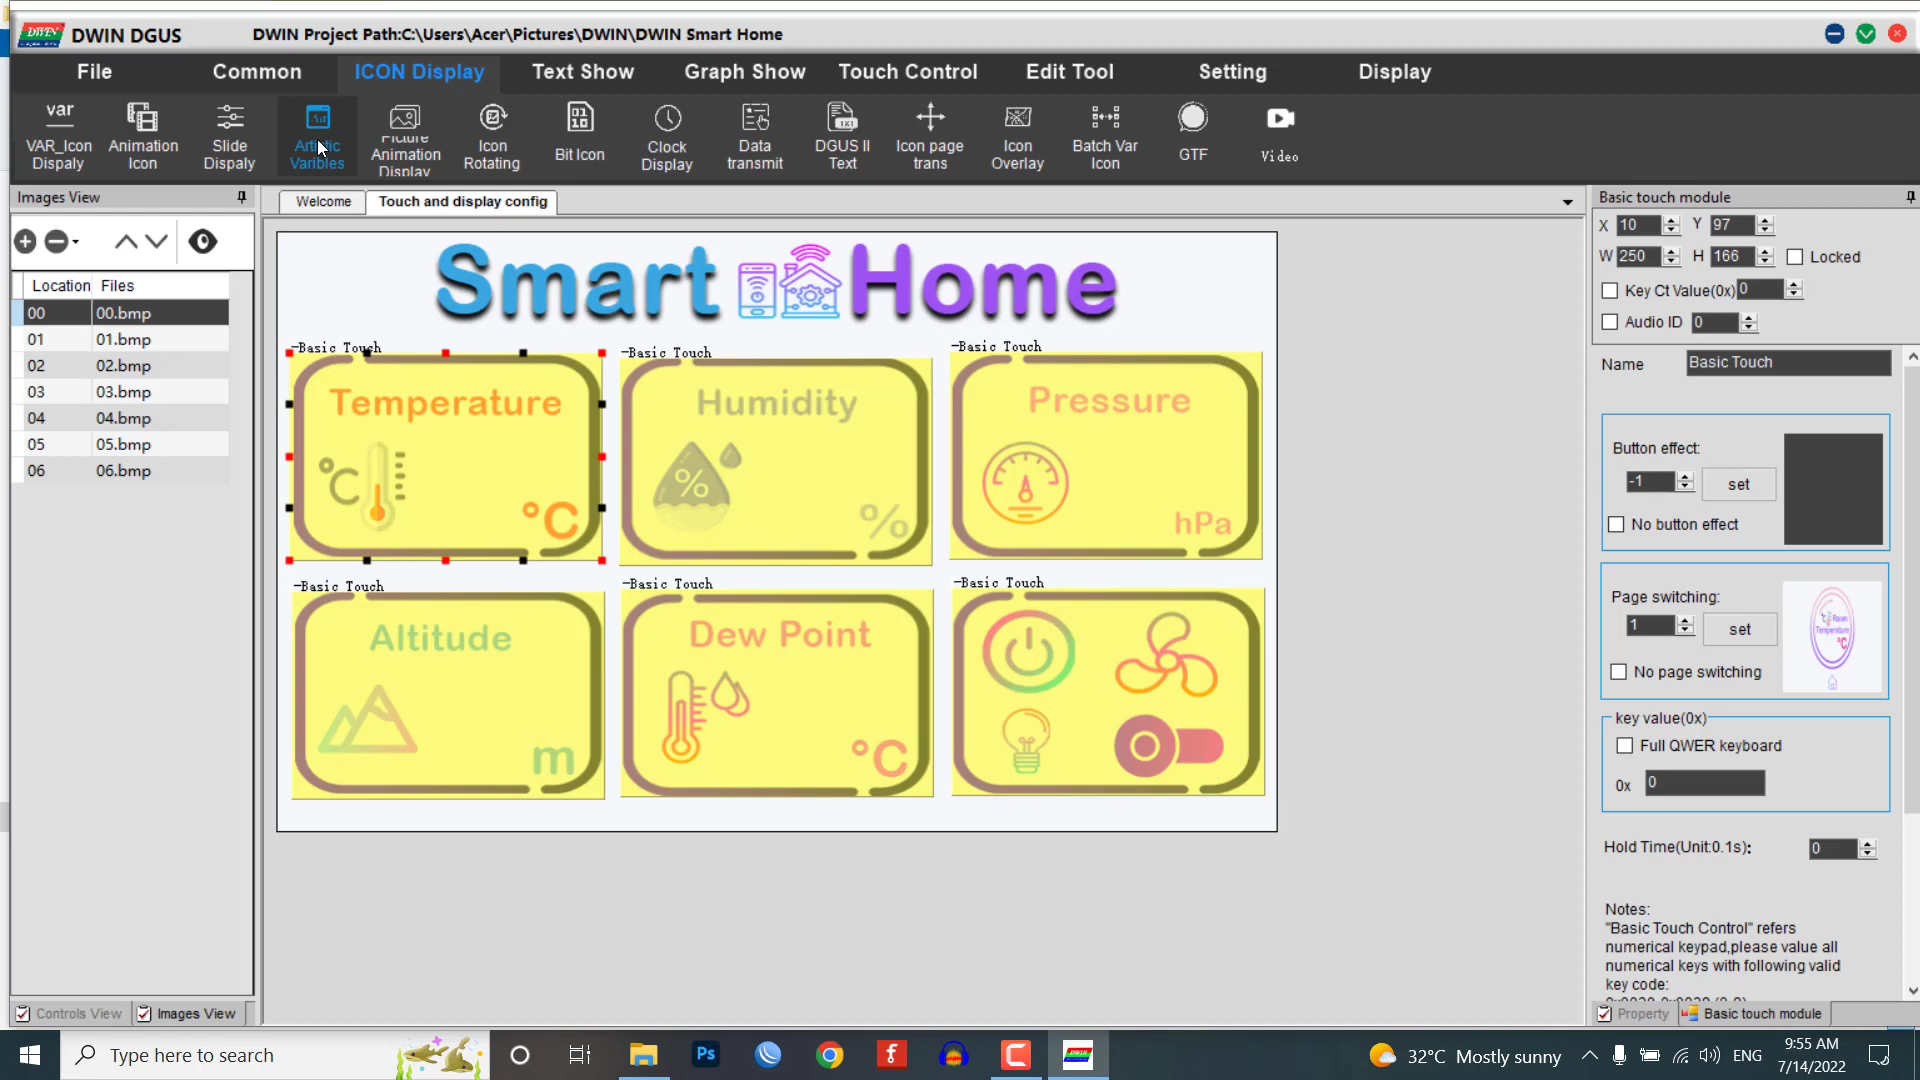 DWIN DGUS DWIN Project Path:C:\Users\Acer\Pictures\DWIN\DWIN Smart Home
File Common ICON Display Text Show Graph Show Touch Control Edit Tool Setting Display
VAR_Icon Dispaly
Animation Icon
Slide Dispaly
Artistic Varibles
Picture Animation Display
Icon Rotating
Bit Icon
Clock Display
Data transmit
DGUS II Text
Icon page trans
Icon Overlay
Batch Var Icon
GTF
Video
Images View
Welcome Touch and display config
Location Files
00 00.bmp
01 01.bmp
02 02.bmp
03 03.bmp
04 04.bmp
05 05.bmp
06 06.bmp
Controls View Images View
Smart Home
-Basic Touch
Temperature
°C
°C
-Basic Touch
Humidity
%
%
-Basic Touch
Pressure
hPa
-Basic Touch
Altitude
m
-Basic Touch
Dew Point
°C
-Basic Touch
Basic touch module
X 10 Y 97
W 250 H 166 Locked
Key Ct Value(0x) 0
Audio ID 0
Name Basic Touch
Button effect:
-1 set
No button effect
Page switching:
1 set
No page switching
Room
Temperature
°C
key value(0x)
Full QWER keyboard
0x 0
Hold Time(Unit:0.1s): 0
Notes:
"Basic Touch Control" refers
numerical keypad,please value all
numerical keys with following valid
key code:
Property Basic touch module
Type here to search
Ps
32°C Mostly sunny
ENG
9:55 AM
7/14/2022